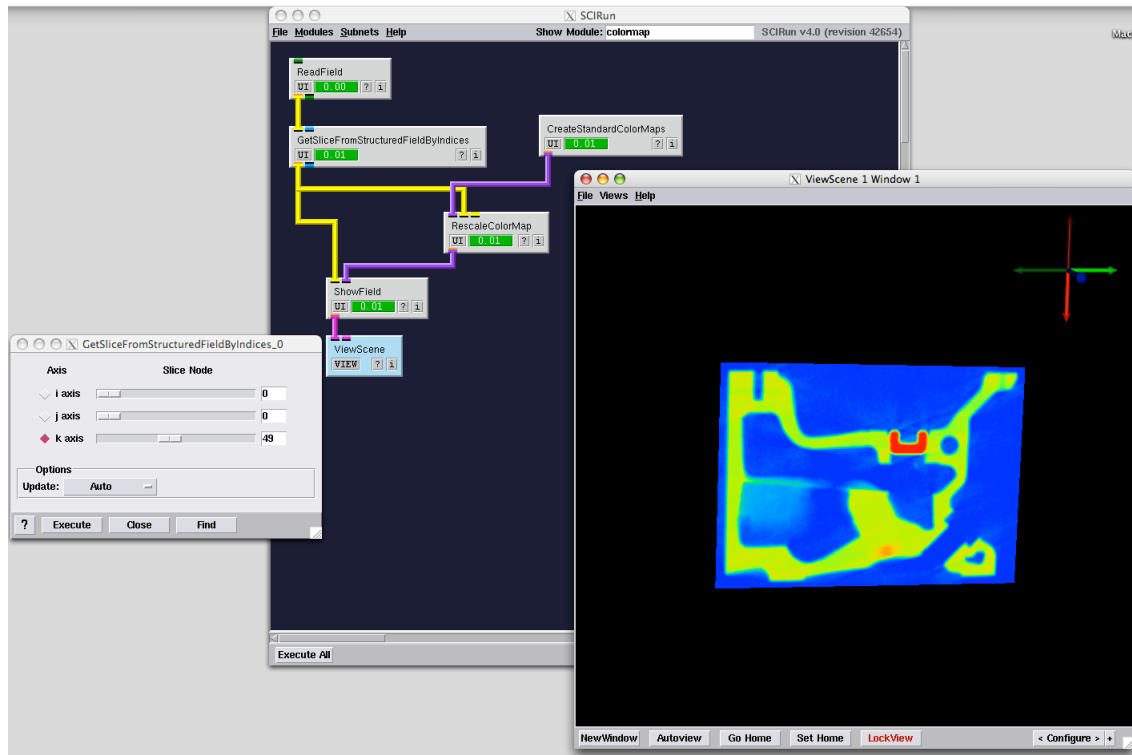 SCIRun
File Modules Subnets Help
Show Module: colormap
SCIRun v4.0 (revision 42654)
Mac
ReadField
UI 0.00 ? i
GetSliceFromStructuredFieldByIndices
UI 0.01 ? i
CreateStandardColorMaps
UI 0.01 ? i
RescaleColorMap
UI 0.01 ? i
ShowField
UI 0.01 ? i
ViewScene
VIEW ? i
Execute All
GetSliceFromStructuredFieldByIndices_0
Axis Slice Node
i axis 0
j axis 0
k axis 49
Options
Update: Auto
? Execute Close Find
ViewScene 1 Window 1
File Views Help
NewWindow Autoview Go Home Set Home LockView < Configure > +